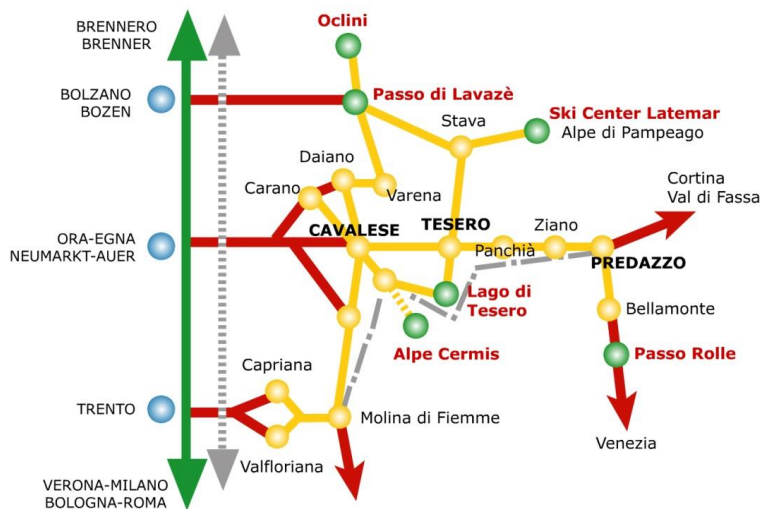 BRENNERO
BRENNER
Oclini
BOLZANO
BOZEN
Passo di Lavazè
Stava
Ski Center Latemar
Alpe di Pampeago
Daiano
Carano
Varena
Cortina
Val di Fassa
ORA-EGNA
NEUMARKT-AUER
CAVALESE
TESERO
Panchià
Ziano
PREDAZZO
Lago di
Tesero
Bellamonte
Alpe Cermis
Passo Rolle
Capriana
TRENTO
Molina di Fiemme
Venezia
Valfloriana
VERONA-MILANO
BOLOGNA-ROMA